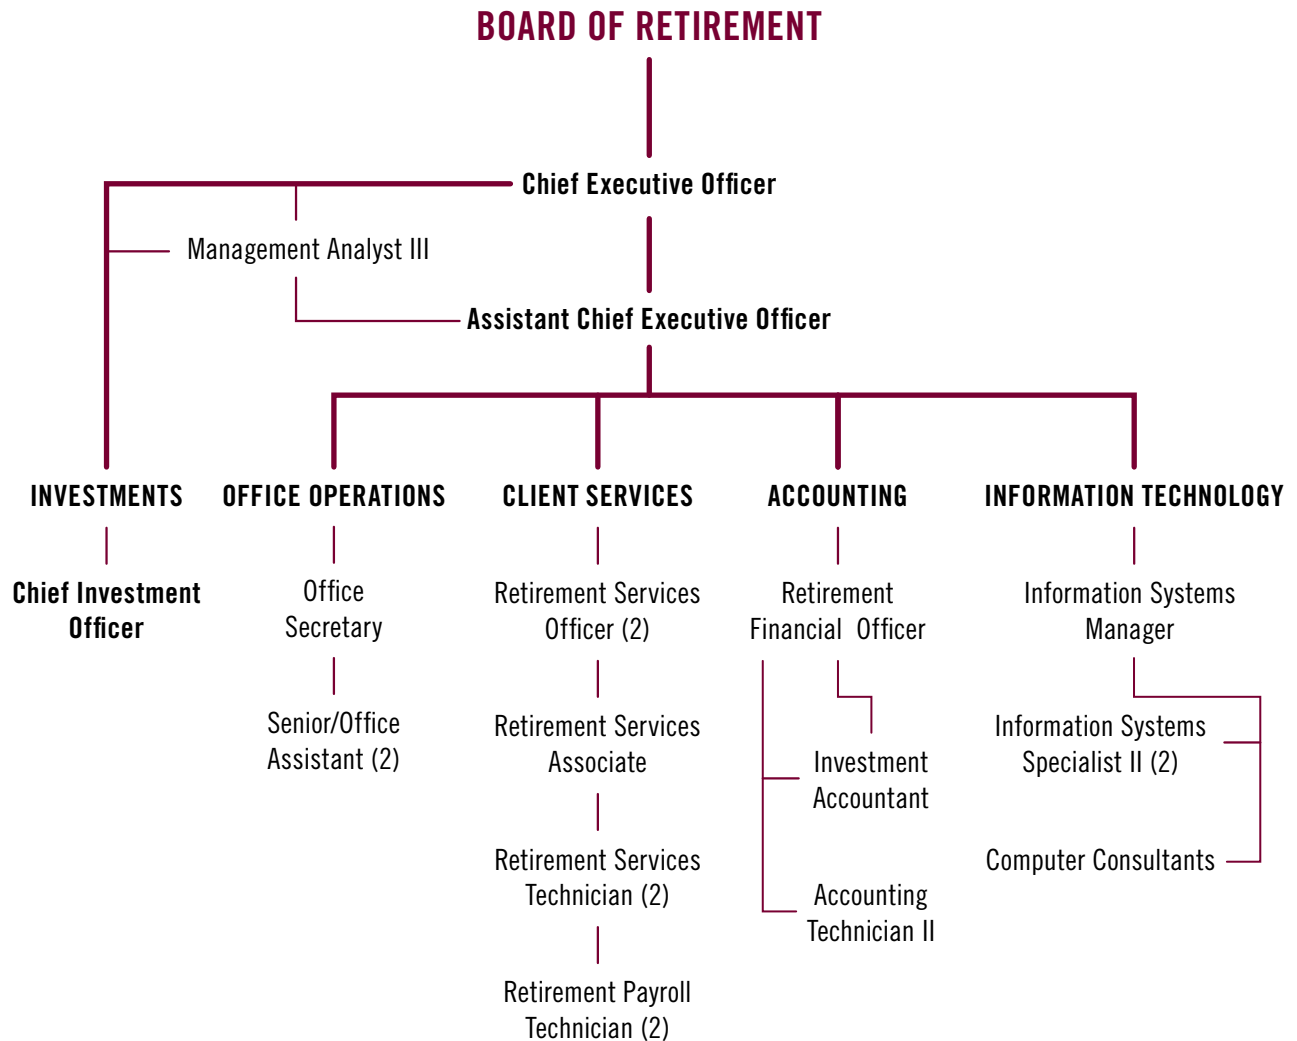 BOARD OF RETIREMENT
Chief Executive Officer
Management Analyst III
Assistant Chief Executive Officer
INVESTMENTS
Chief Investment
Officer
OFFICE OPERATIONS
Office
Secretary
Senior/Office
Assistant (2)
CLIENT SERVICES
Retirement Services
Officer (2)
Retirement Services
Associate
Retirement Services
Technician (2)
Retirement Payroll
Technician (2)
ACCOUNTING
Retirement
Financial Officer
Investment
Accountant
Accounting
Technician II
INFORMATION TECHNOLOGY
Information Systems
Manager
Information Systems
Specialist II (2)
Computer Consultants